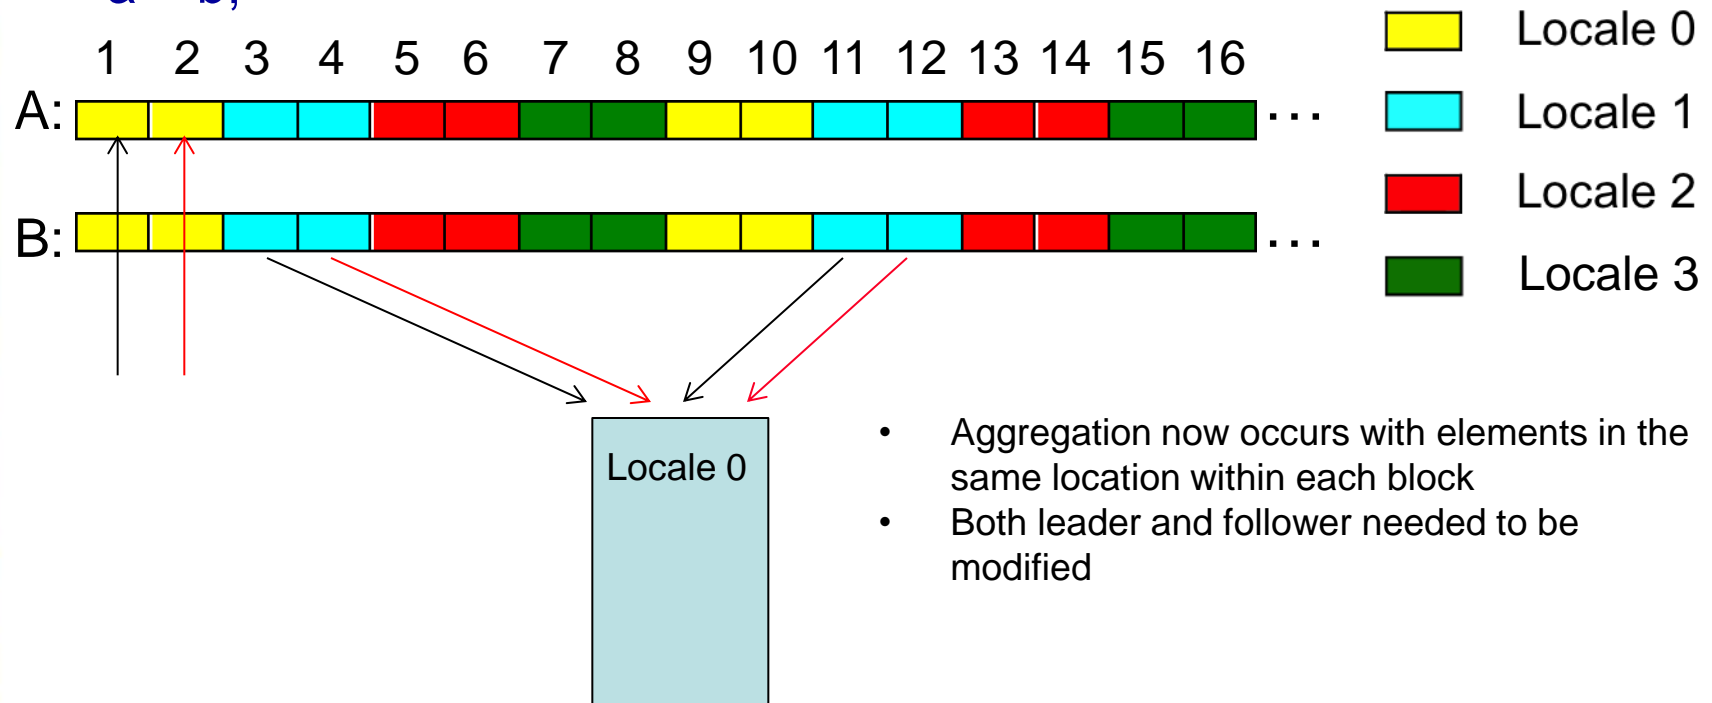 a = b;
1 2 3 4 5 6 7 8 9 10 11 12 13 14 15 16
A: ...
B: ...
Locale 0
Locale 1
Locale 2
Locale 3
Locale 0
• Aggregation now occurs with elements in the
same location within each block
• Both leader and follower needed to be
modified